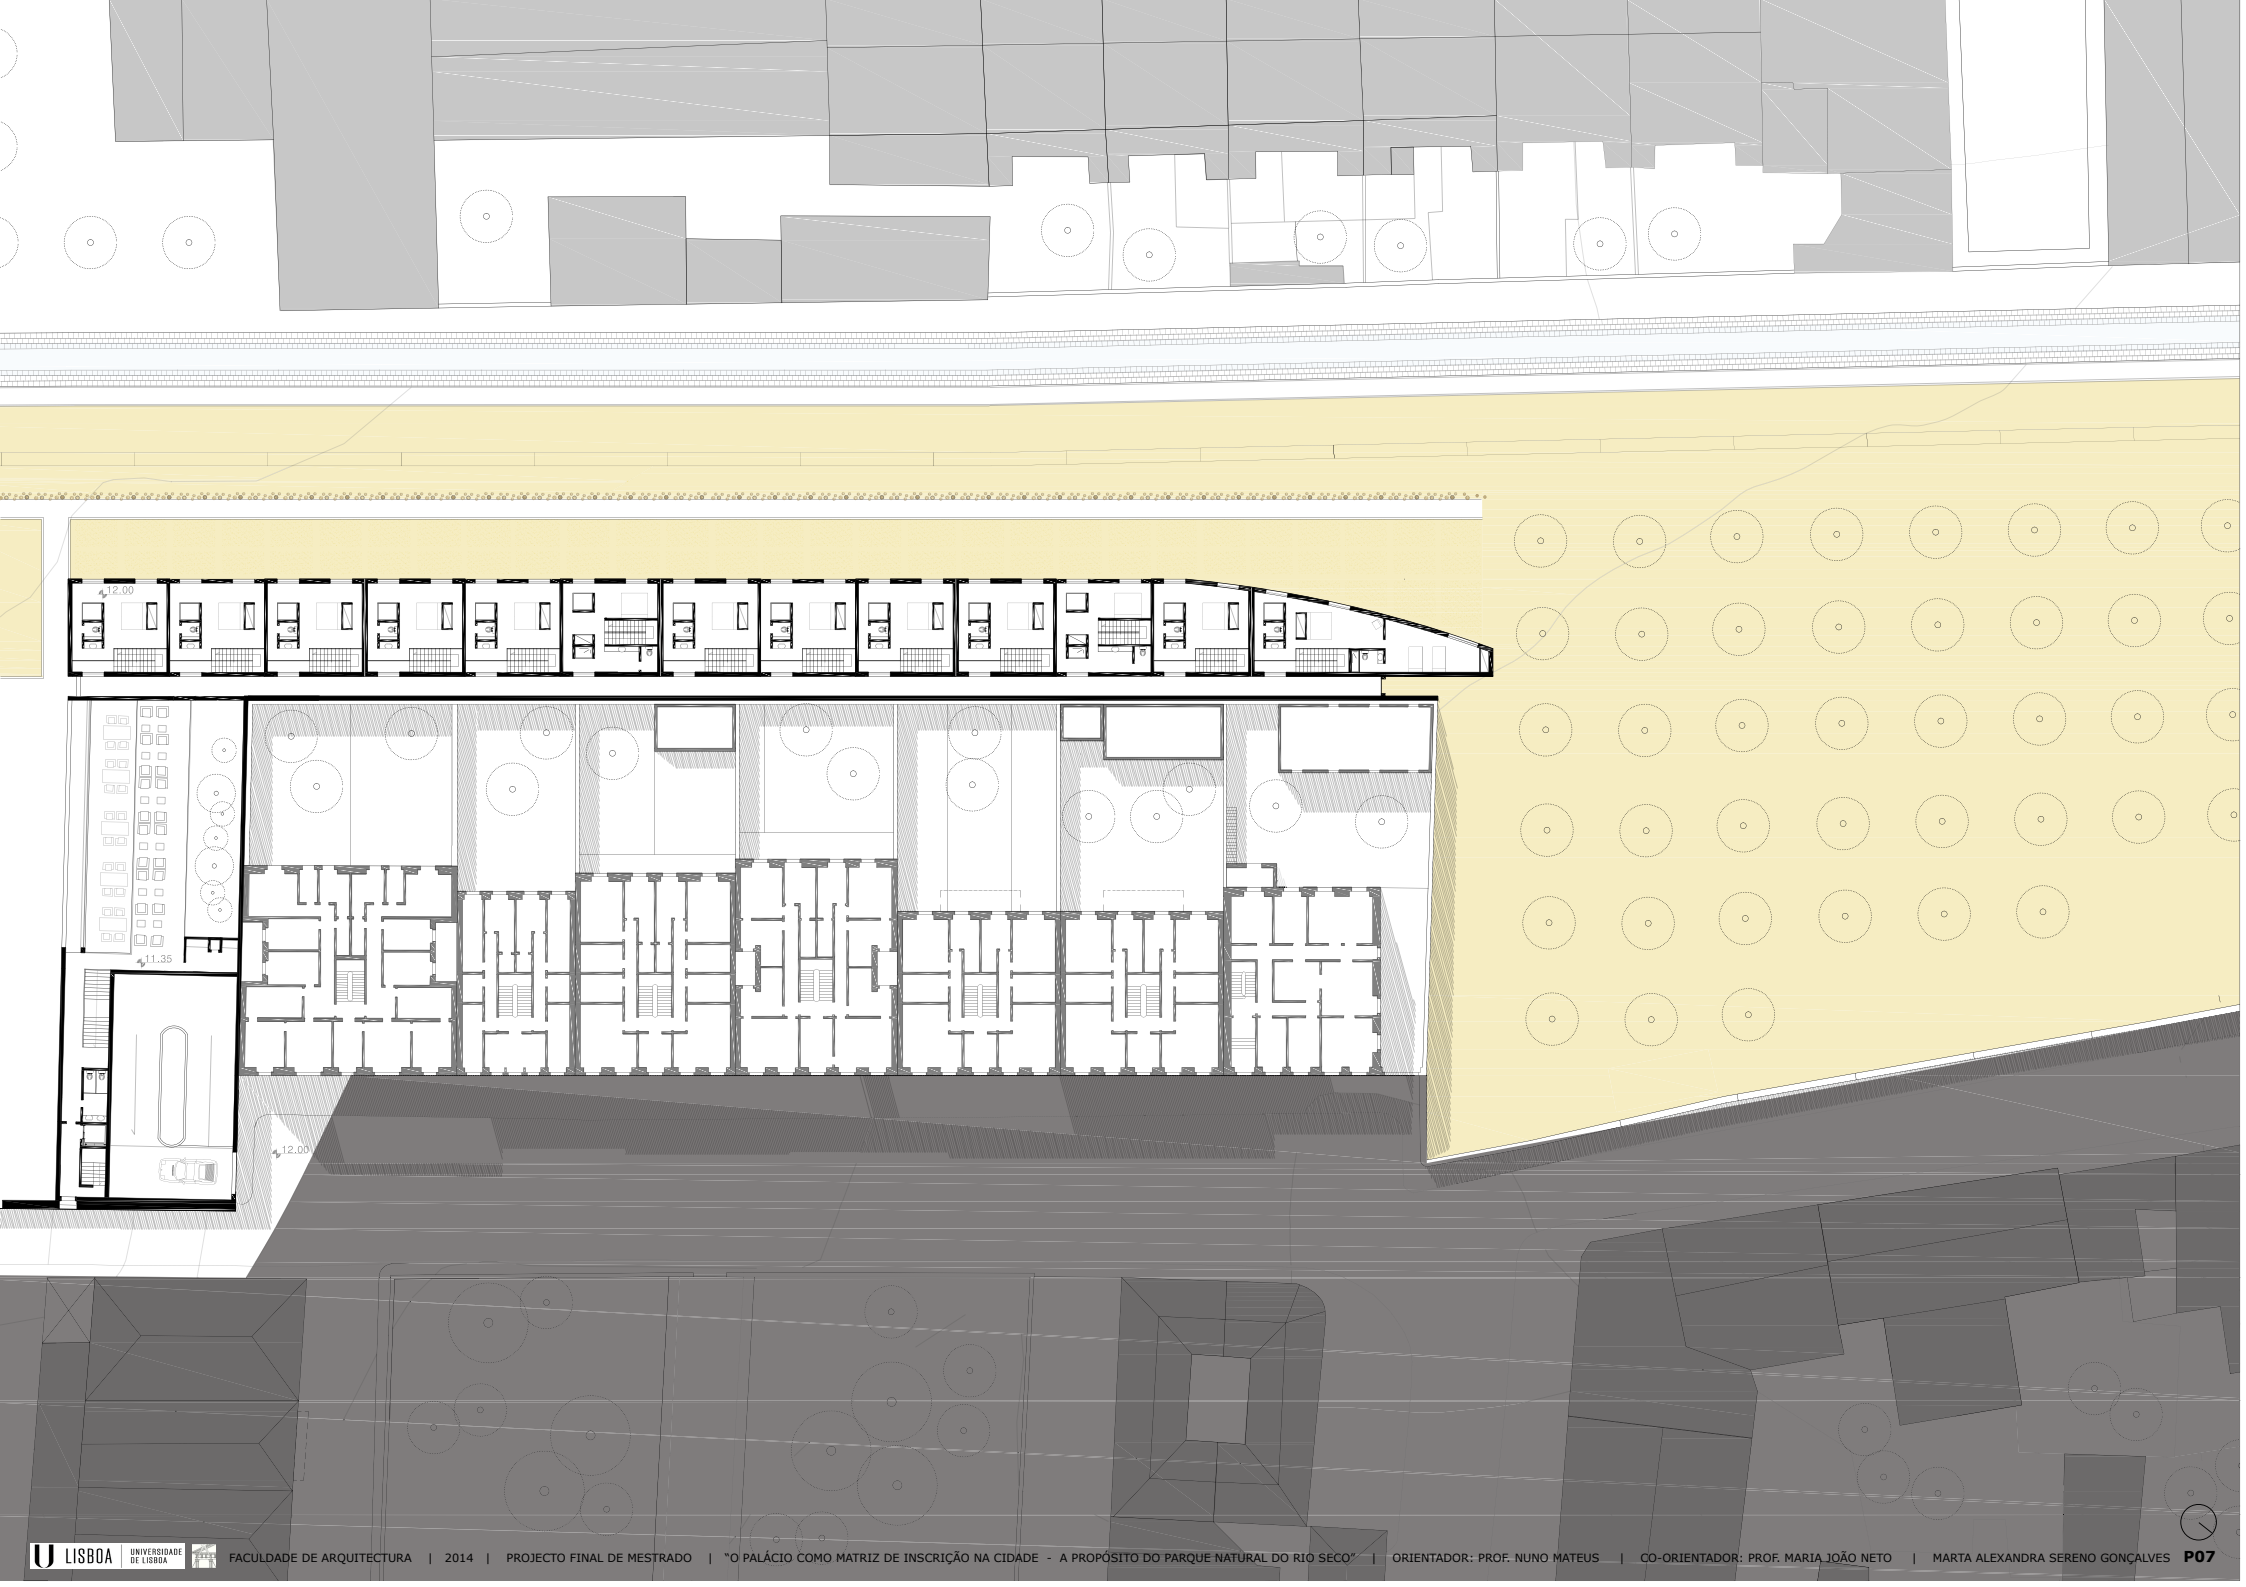 12.00
11.35
12.00
U LISBOA | UNIVERSIDADE DE LISBOA
FACULDADE DE ARQUITECTURA | 2014 | PROJECTO FINAL DE MESTRADO | “O PALÁCIO COMO MATRIZ DE INSCRIÇÃO NA CIDADE - A PROPÓSITO DO PARQUE NATURAL DO RIO SECO” | ORIENTADOR: PROF. NUNO MATEUS | CO-ORIENTADOR: PROF. MARIA JOÃO NETO | MARTA ALEXANDRA SERENO GONÇALVES P07